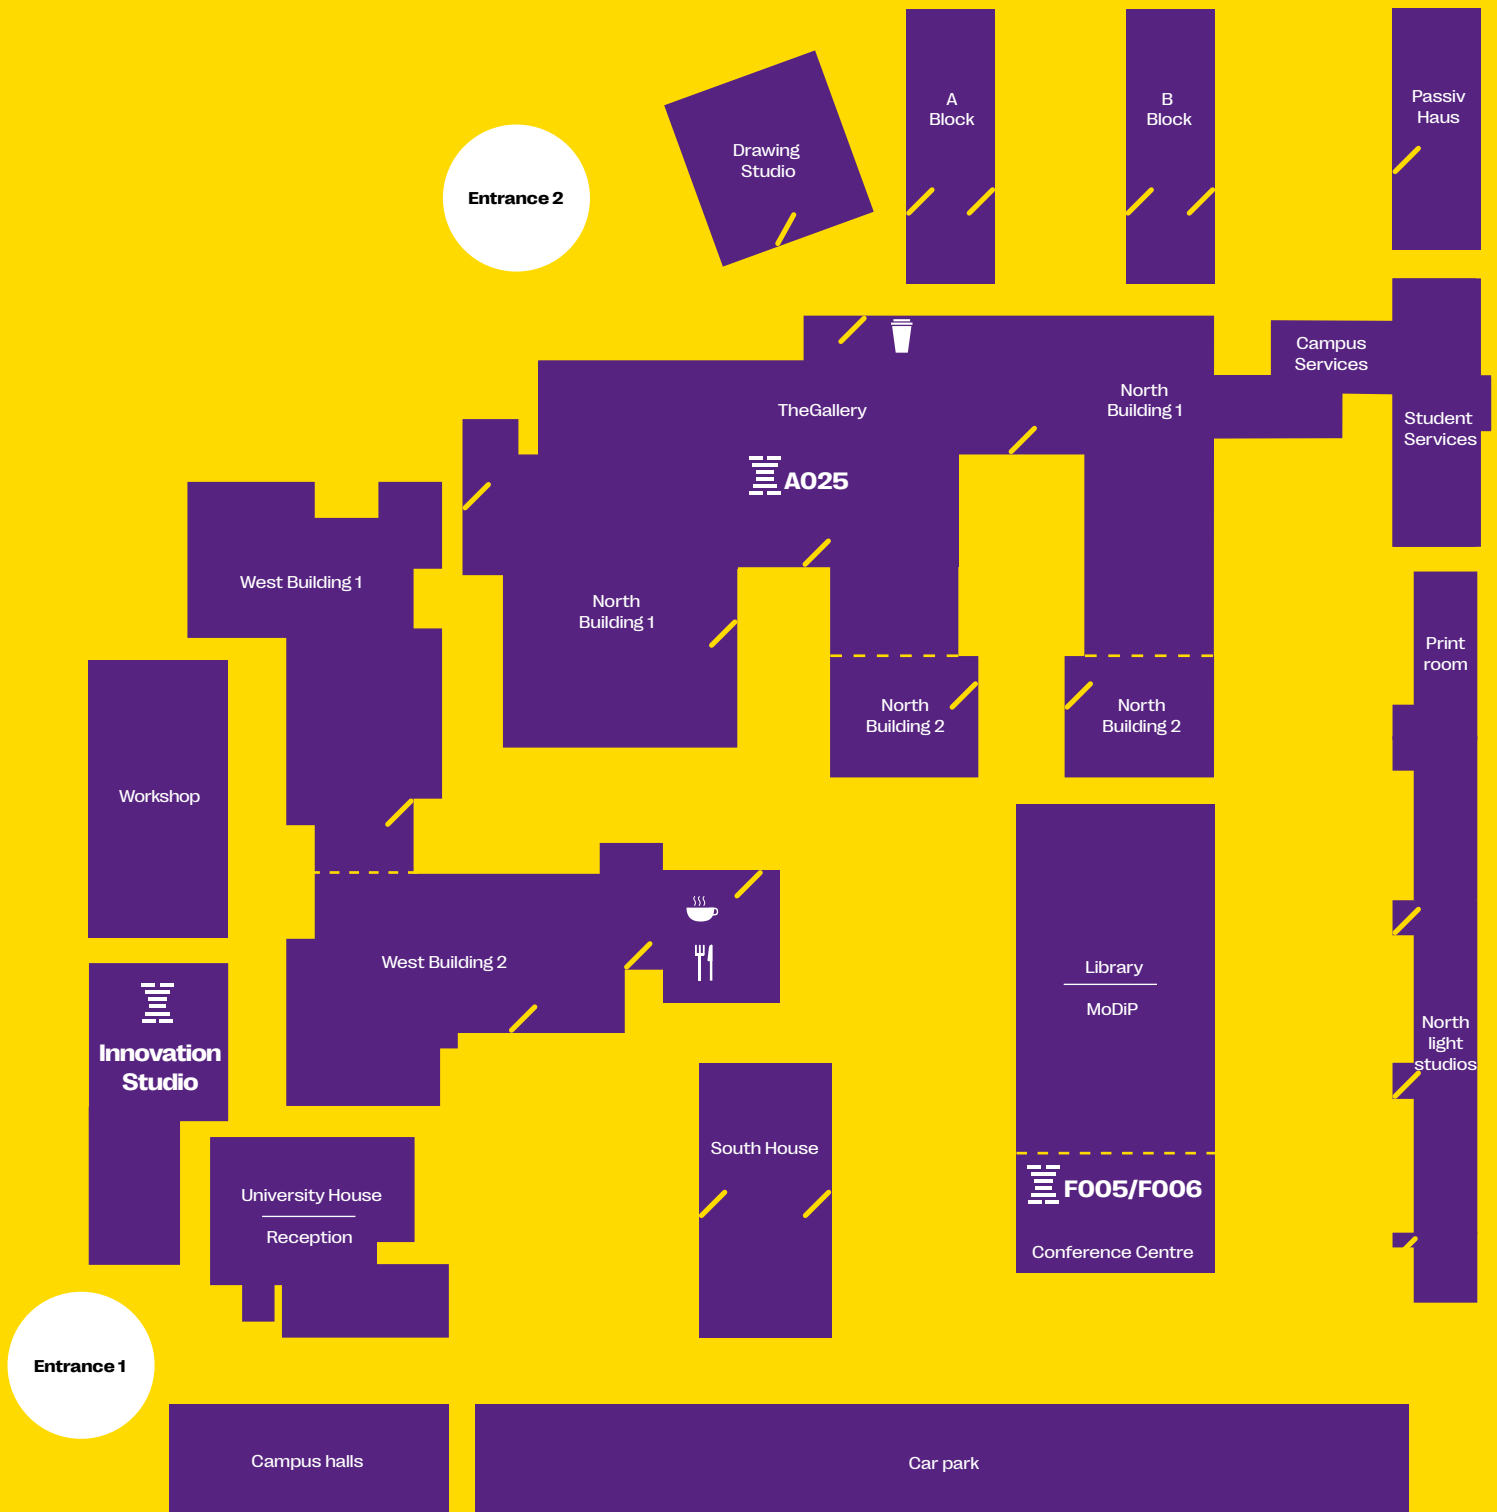 A
Block
B
Block
Passiv
Haus
Drawing
Studio
Entrance 2
Campus
Services
North
Building 1
TheGallery
Student
Services
A025
West Building 1
North
Building 1
Print
room
North
Building 2
North
Building 2
Workshop
West Building 2
Library
MoDiP
North
light
studios
Innovation
Studio
South House
F005/F006
University House
Reception
Conference Centre
Entrance 1
Campus halls
Car park